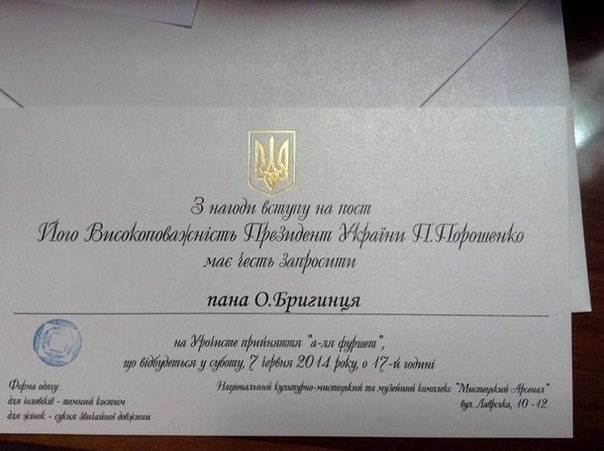 З нагоди вступу на пост
Його Високоповажність Президент України П.Порошенко
має честь запросити
пана О.Бригинця
на Урочисте прийняття "а-ля фуршет",
що відбудеться у суботу, 7 червня 2014 року, о 17-й годині
Форма одягу:
для чоловіків - темний костюм
для жінок - сукня звичайної довжини
Національний культурно-мистецький та музейний комплекс "Мистецький Арсенал"
вул. Лаврська, 10 - 12